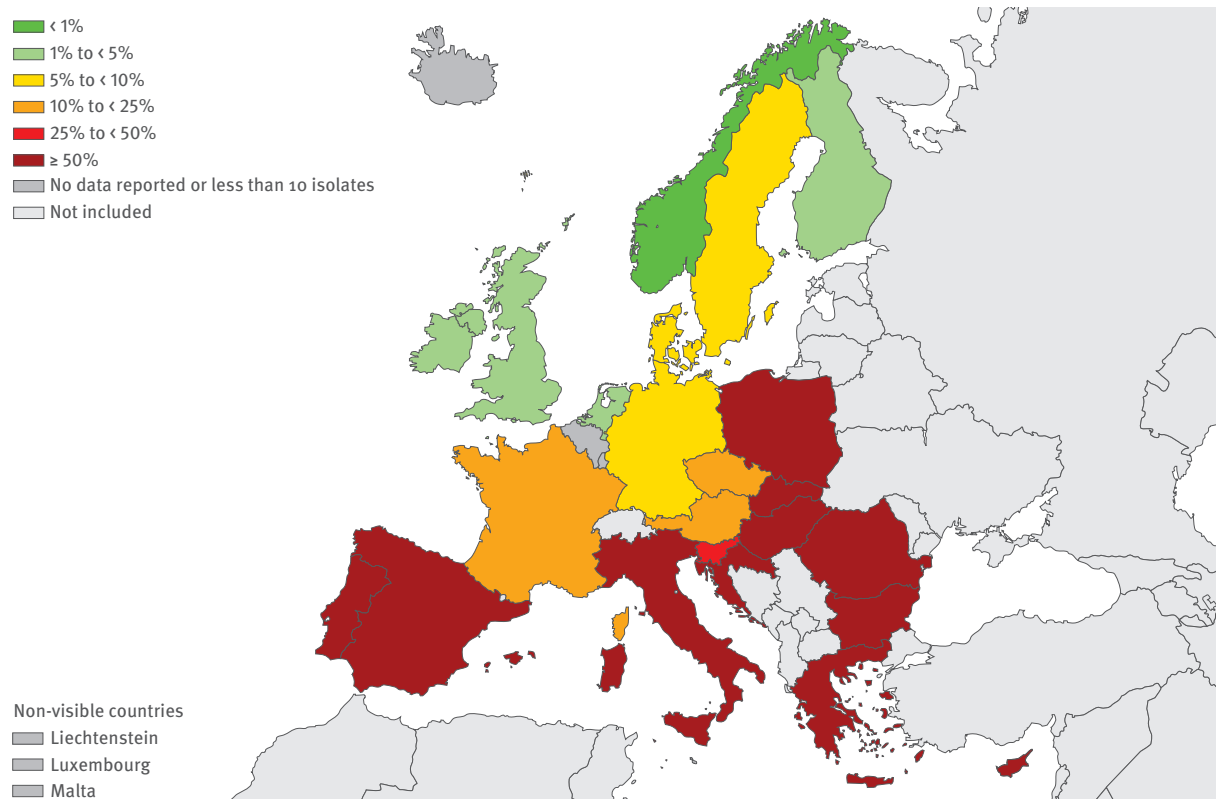 < 1%
1% to < 5%
5% to < 10%
10% to < 25%
25% to < 50%
≥ 50%
No data reported or less than 10 isolates
Not included
Non-visible countries
Liechtenstein
Luxembourg
Malta